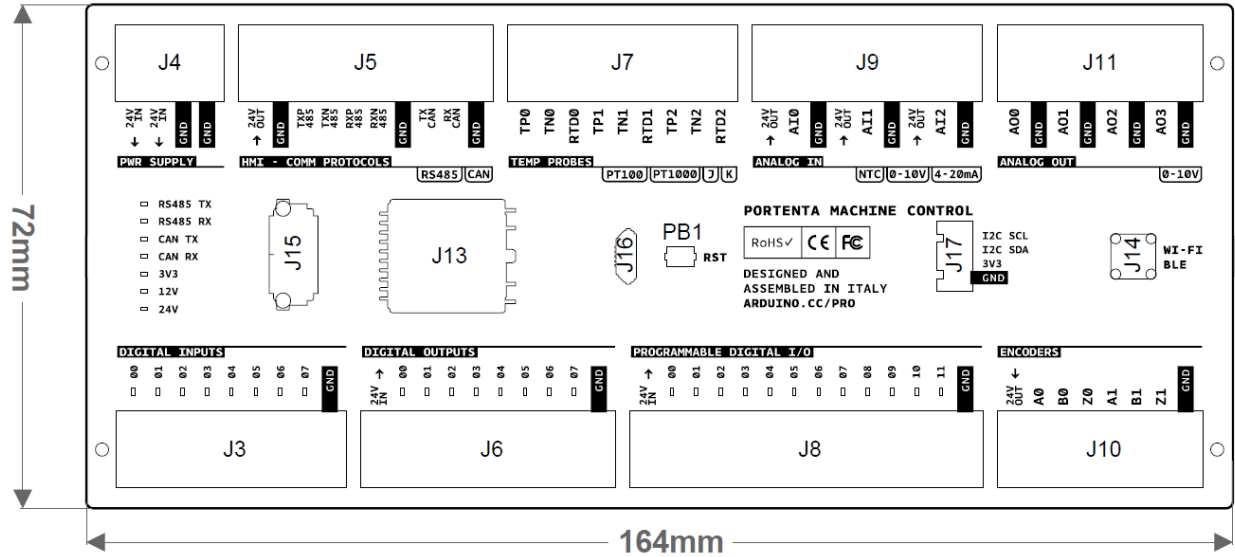 J4 J5 J7 J9 J11
24V IN 24V IN GND GND
24V OUT GND TXP 485 TXN 485 RXP 485 RXN 485 GND TX CAN RX CAN GND
TP0 TN0 RTD0 TP1 TN1 RTD1 TP2 TN2 RTD2
→ 24V OUT AI0 GND → 24V OUT AI1 GND → 24V OUT AI2 GND
AO0 GND AO1 GND AO2 GND AO3 GND
PWR SUPPLY HMI - COMM PROTOCOLS TEMP PROBES ANALOG IN ANALOG OUT
RS485 CAN PT100 PT1000 J K NTC 0-10V 4-20mA 0-10V
RS485 TX
RS485 RX
CAN TX
CAN RX
3V3
12V
24V
J15
J13
J16
PB1
RST
PORTENTA MACHINE CONTROL
RoHS✓ CE FC
DESIGNED AND
ASSEMBLED IN ITALY
ARDUINO.CC/PRO
J17
I2C SCL
I2C SDA
3V3
GND
J14
WI-FI
BLE
72mm
DIGITAL INPUTS DIGITAL OUTPUTS PROGRAMMABLE DIGITAL I/O ENCODERS
00 01 02 03 04 05 06 07 GND
24V IN → 00 01 02 03 04 05 06 07 GND
24V IN → 00 01 02 03 04 05 06 07 08 09 10 11 GND
24V OUT ← A0 B0 Z0 A1 B1 Z1 GND
J3 J6 J8 J10
164mm